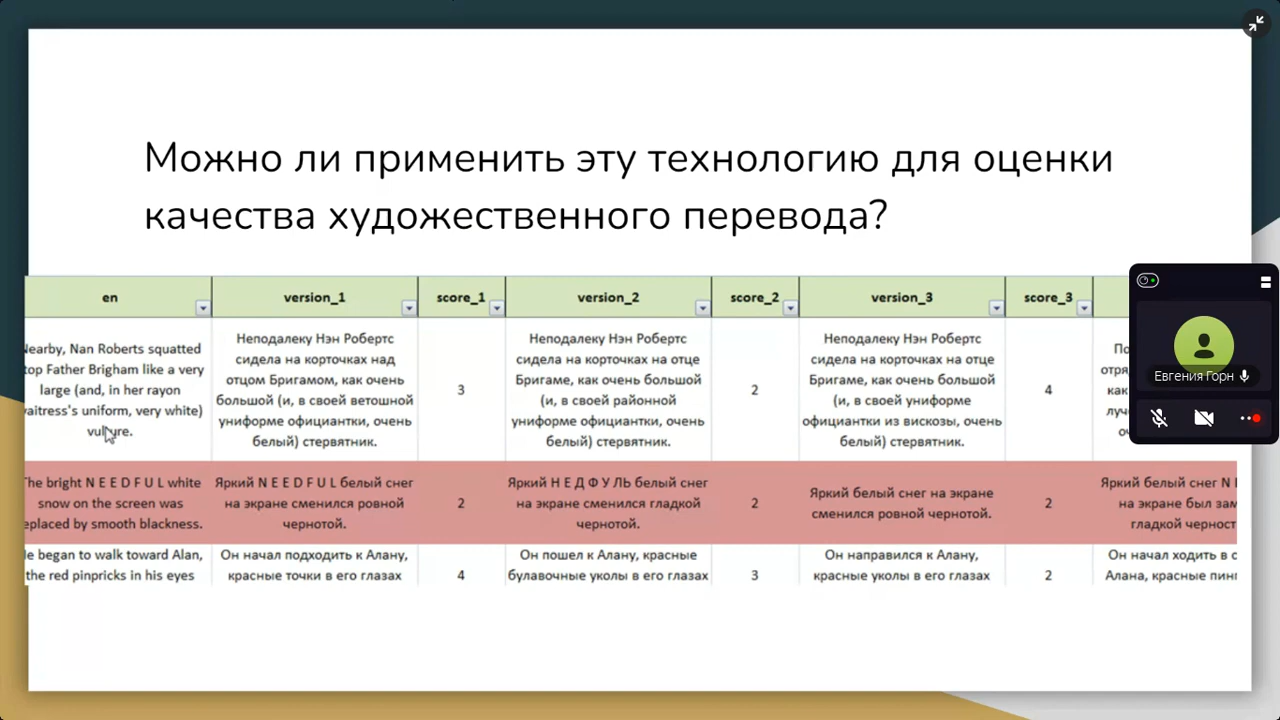 Можно ли применить эту технологию для оценки
качества художественного перевода?
en version_1 score_1 version_2 score_2 version_3 score_3
Nearby, Nan Roberts squatted
top Father Brigham like a very
large (and, in her rayon
waitress's uniform, very white)
vulture.
Неподалеку Нэн Робертс
сидела на корточках над
отцом Бригамом, как очень
большой (и, в своей ветошной
униформе официантки, очень
белый) стервятник.
3
Неподалеку Нэн Робертс
сидела на корточках на отце
Бригаме, как очень большой
(и, в своей районной
униформе официантки, очень
белый) стервятник.
2
Неподалеку Нэн Робертс
сидела на корточках на отце
Бригаме, как очень большой
(и, в своей униформе
официантки из вискозы, очень
белый) стервятник.
4
По
отря
как
луч
оч
The bright N E E D F U L white
snow on the screen was
eplaced by smooth blackness.
Яркий N E E D F U L белый снег
на экране сменился ровной
чернотой.
2
Яркий Н Е Д Ф У ЛЬ белый снег
на экране сменился гладкой
чернотой.
2
Яркий белый снег на экране
сменился ровной чернотой.
2
Яркий белый снег N
на экране был зам
гладкой чернот
He began to walk toward Alan,
the red pinpricks in his eyes
Он начал подходить к Алану,
красные точки в его глазах
4
Он пошел к Алану, красные
булавочные уколы в его глазах
3
Он направился к Алану,
красные уколы в его глазах
2
Он начал ходить в с
Алана, красные пин
Евгения Горн